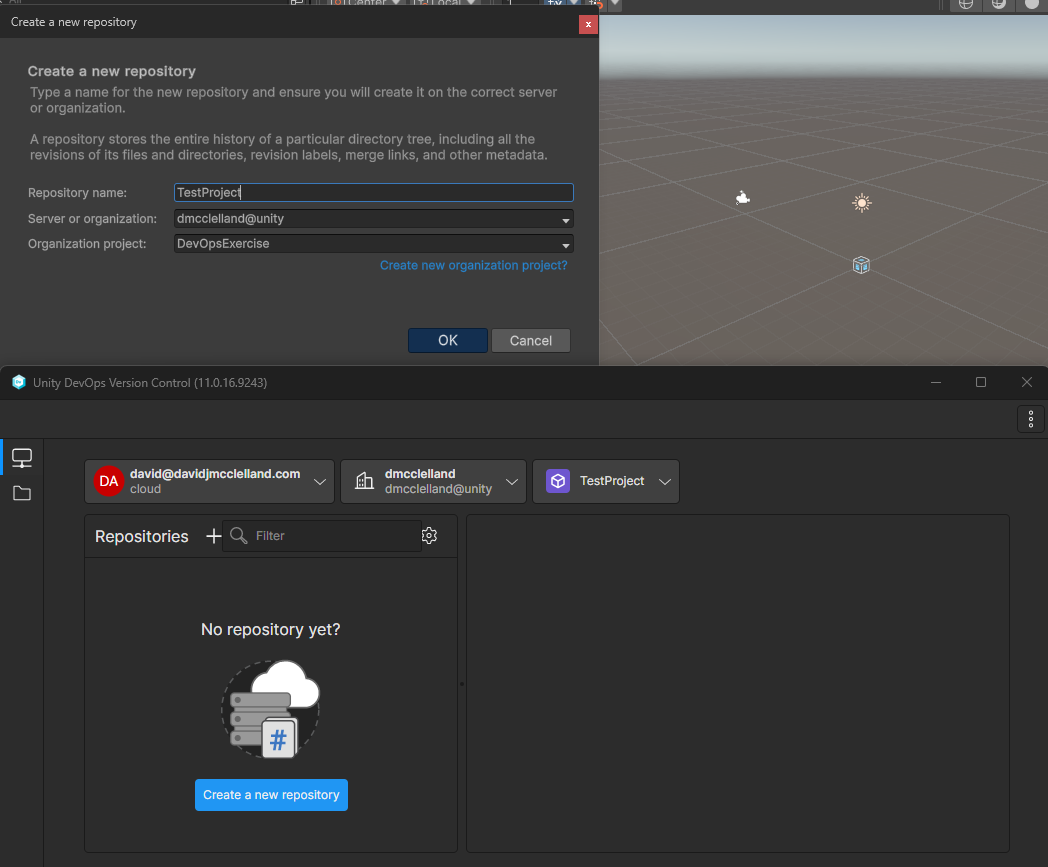 Center
Local
Create a new repository
x
Create a new repository
Type a name for the new repository and ensure you will create it on the correct server
or organization.
A repository stores the entire history of a particular directory tree, including all the
revisions of its files and directories, revision labels, merge links, and other metadata.
Repository name:
TestProject
Server or organization:
dmcclelland@unity
Organization project:
DevOpsExercise
Create new organization project?
OK
Cancel
Unity DevOps Version Control (11.0.16.9243)
DA
david@davidjmcclelland.com
cloud
dmcclelland
dmcclelland@unity
TestProject
Repositories
Filter
No repository yet?
#
Create a new repository